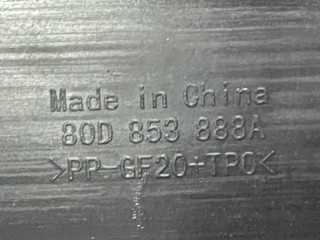 Made in China
80D 853 888A
>PP-GF20+TPO<